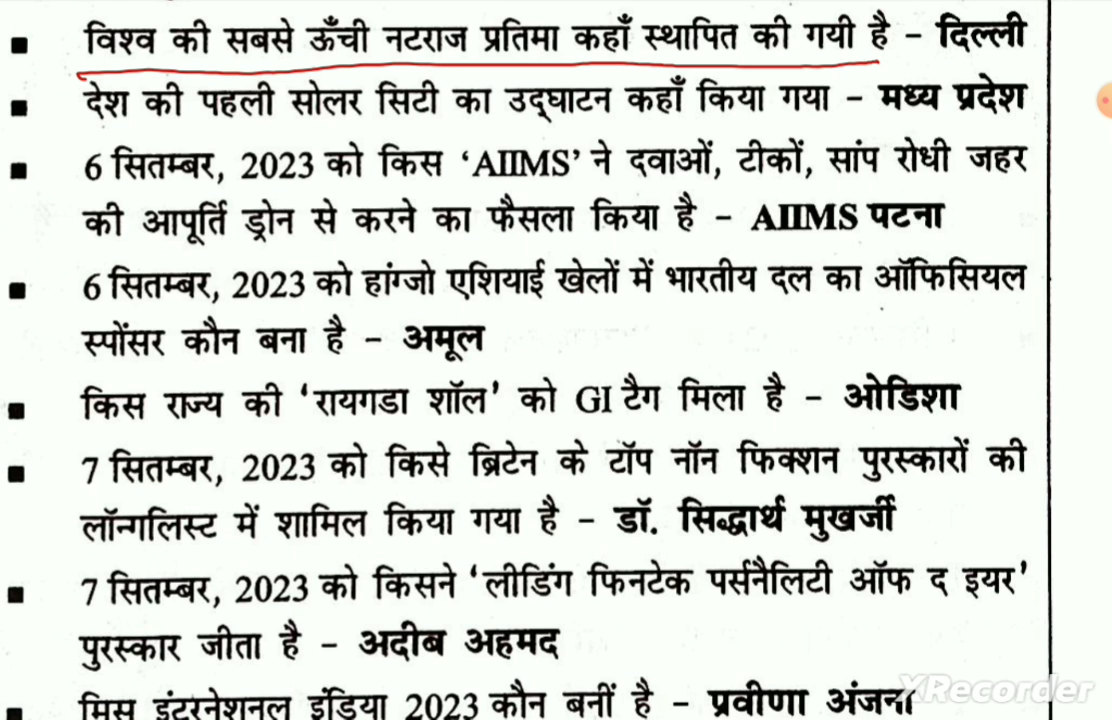 विश्व की सबसे ऊँची नटराज प्रतिमा कहाँ स्थापित की गयी है – दिल्ली
देश की पहली सोलर सिटी का उद्घाटन कहाँ किया गया – मध्य प्रदेश
6 सितम्बर, 2023 को किस ‘AIIMS’ ने दवाओं, टीकों, सांप रोधी जहर
की आपूर्ति ड्रोन से करने का फैसला किया है – AIIMS पटना
6 सितम्बर, 2023 को हांग्जो एशियाई खेलों में भारतीय दल का ऑफिसियल
स्पोंसर कौन बना है – अमूल
किस राज्य की ‘रायगडा शॉल’ को GI टैग मिला है – ओडिशा
7 सितम्बर, 2023 को किसे ब्रिटेन के टॉप नॉन फिक्शन पुरस्कारों की
लॉन्गलिस्ट में शामिल किया गया है – डॉ. सिद्धार्थ मुखर्जी
7 सितम्बर, 2023 को किसने ‘लीडिंग फिनटेक पर्सनैलिटी ऑफ द इयर’
पुरस्कार जीता है – अदीब अहमद
मिस इंटरनेशनल इंडिया 2023 कौन बनीं है – प्रवीणा अंजना
XRecorder